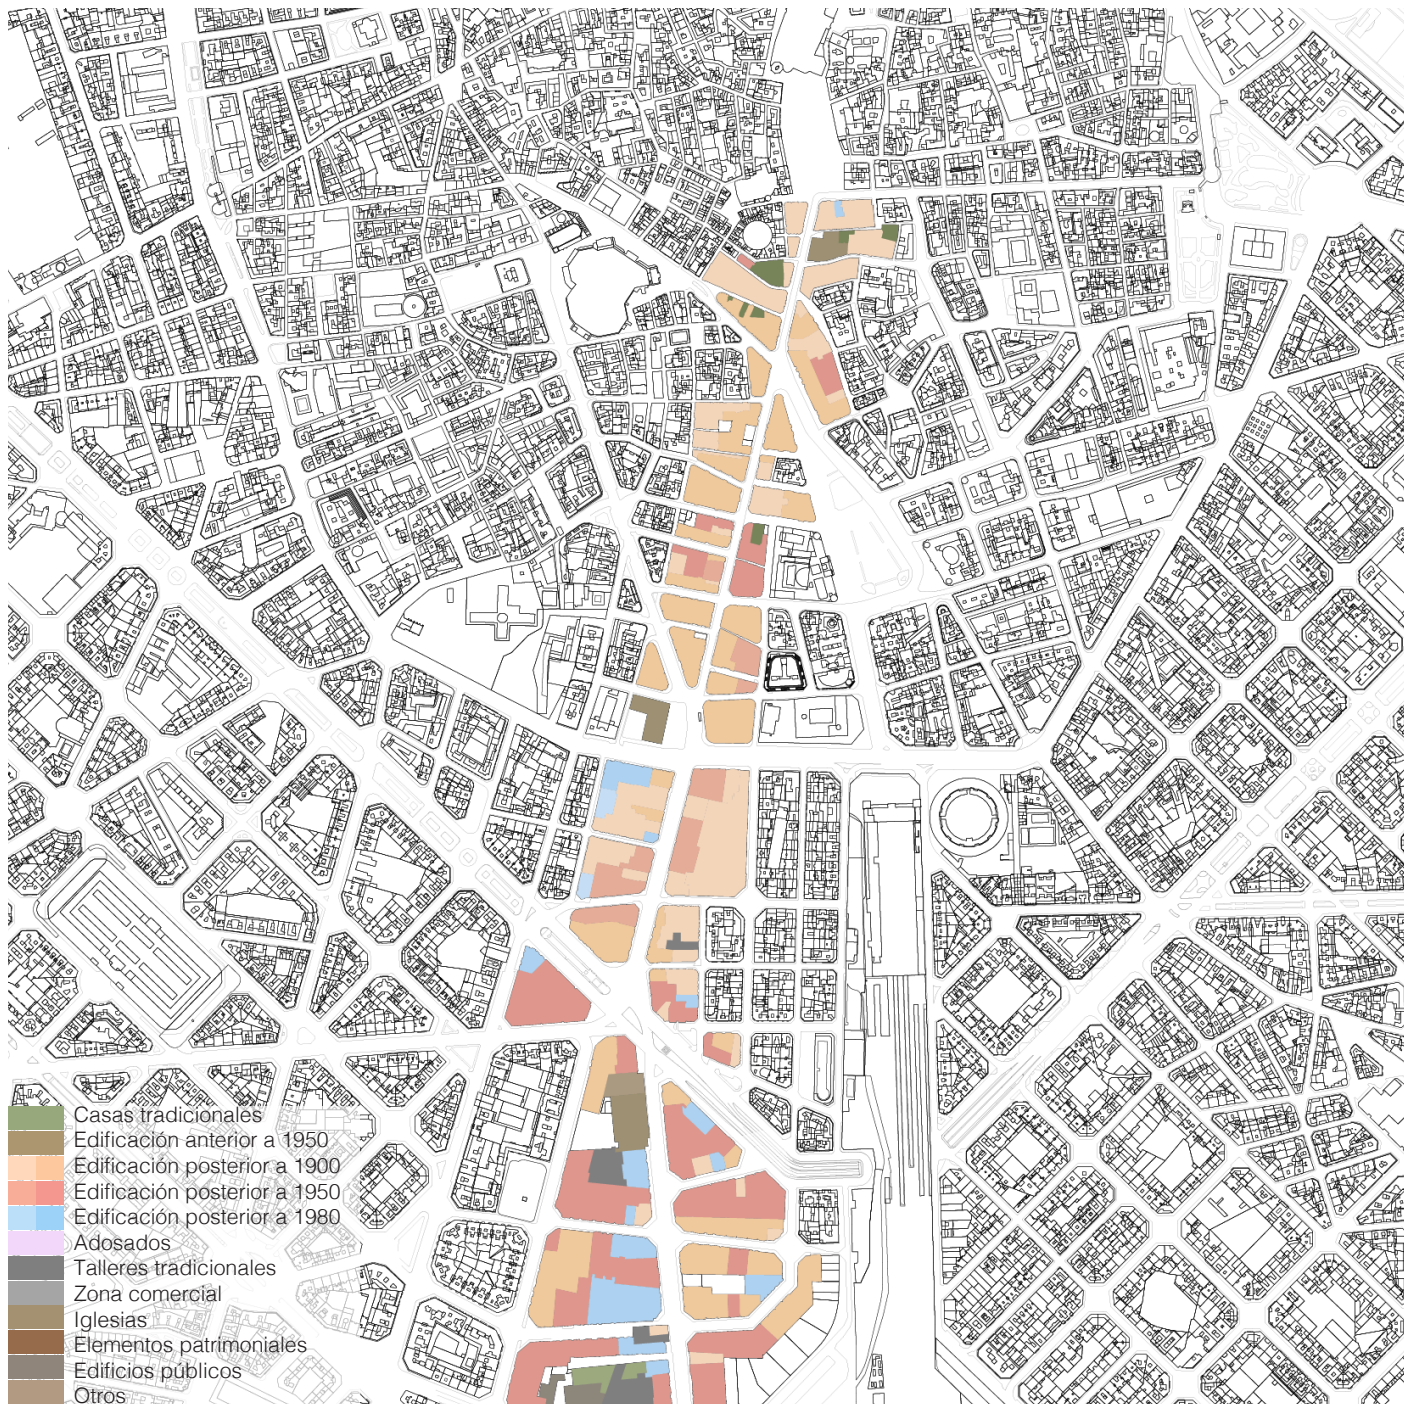 Casas tradicionales
Edificación anterior a 1950
Edificación posterior a 1900
Edificación posterior a 1950
Edificación posterior a 1980
Adosados
Talleres tradicionales
Zona comercial
Iglesias
Elementos patrimoniales
Edificios públicos
Otros